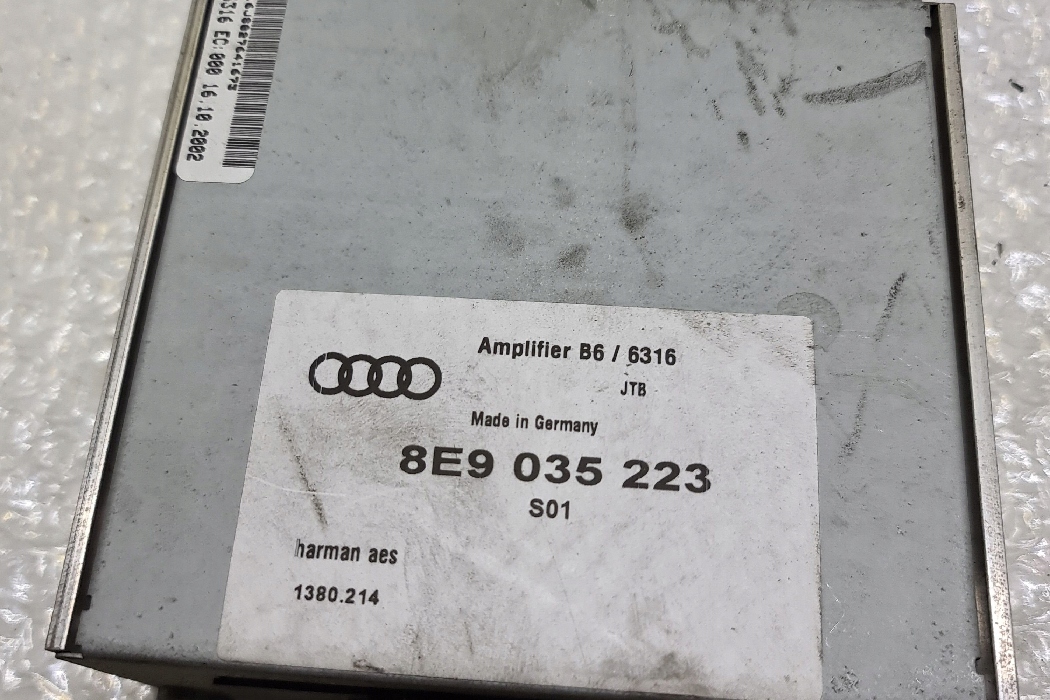 316 EC:000 16.10.2002
Amplifier B6 / 6316
JTB
Made in Germany
8E9 035 223
S01
harman aes
1380.214